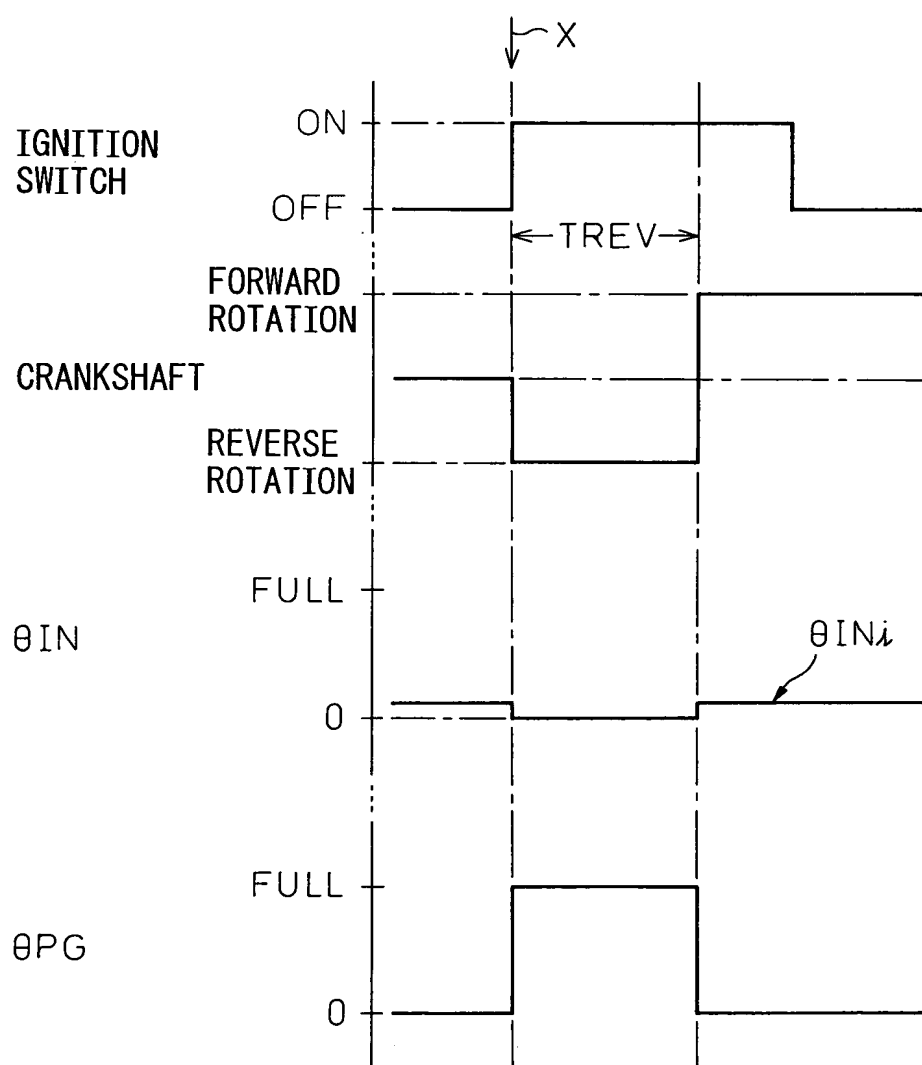 X
ON
IGNITION
SWITCH
OFF
TREV
FORWARD
ROTATION
CRANKSHAFT
REVERSE
ROTATION
FULL
θIN
θINi
0
FULL
θPG
0